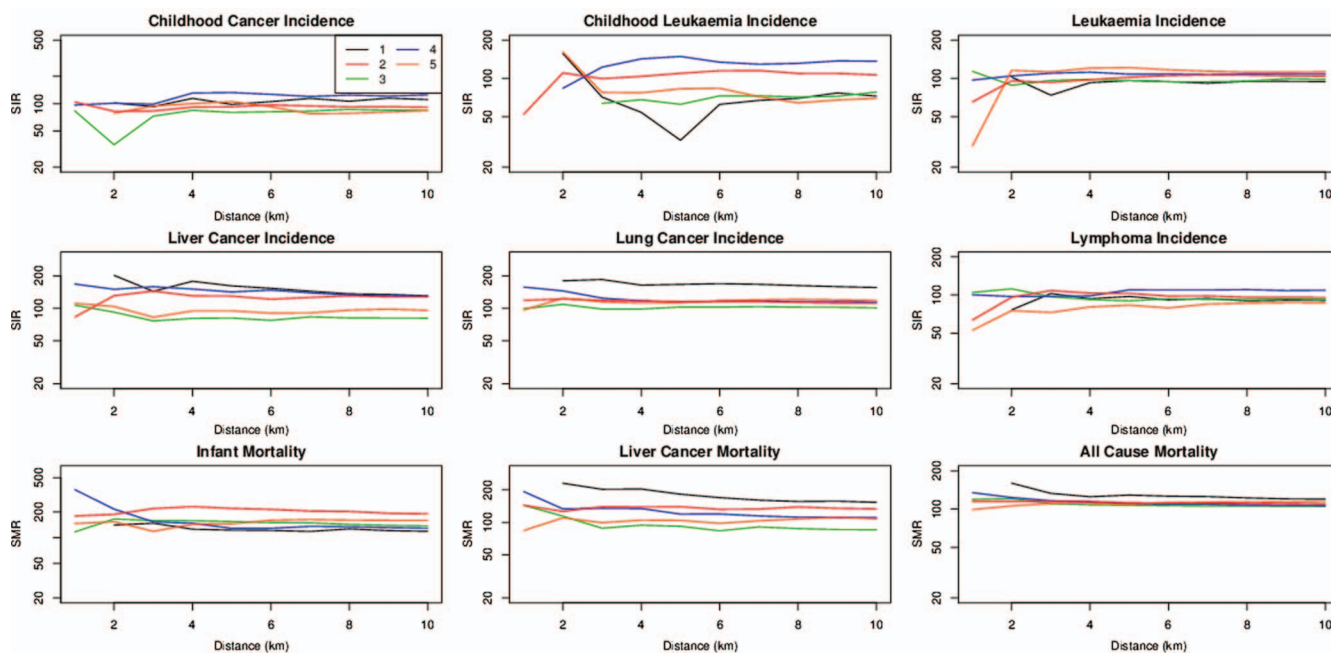 Childhood Cancer Incidence
SIR
500
100
50
20
1 4
2 5
3
2 4 6 8 10
Distance (km)
Childhood Leukaemia Incidence
SIR
200
100
50
20
2 4 6 8 10
Distance (km)
Leukaemia Incidence
SIR
200
100
50
20
2 4 6 8 10
Distance (km)
Liver Cancer Incidence
SIR
200
100
50
20
2 4 6 8 10
Distance (km)
Lung Cancer Incidence
SIR
200
100
50
20
2 4 6 8 10
Distance (km)
Lymphoma Incidence
SIR
200
100
50
20
2 4 6 8 10
Distance (km)
Infant Mortality
SMR
500
200
50
20
2 4 6 8 10
Distance (km)
Liver Cancer Mortality
SMR
200
100
50
20
2 4 6 8 10
Distance (km)
All Cause Mortality
SMR
200
100
50
20
2 4 6 8 10
Distance (km)